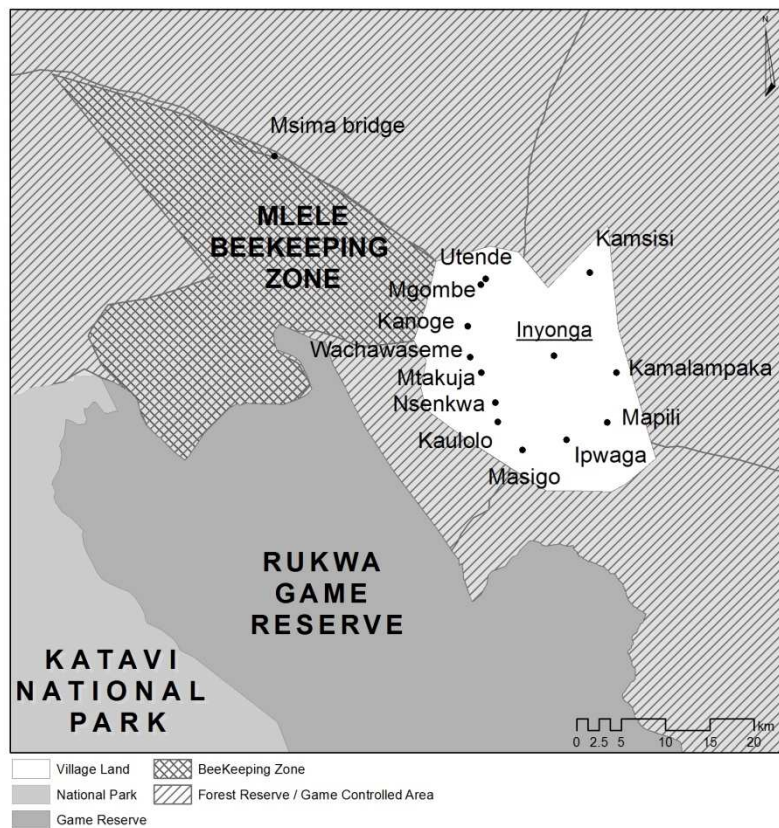 N
Msima bridge
MLELE
BEEKEEPING
ZONE
Kamsisi
Utende
Mgombe
Kanoge
Inyonga
Wachawaseme
Kamalampaka
Mtakuja
Nsenkwa
Mapili
Kaulolo
Ipwaga
Masigo
RUKWA
GAME
RESERVE
KATAVI
NATIONAL
PARK
km
0 2.5 5 10 15 20
Village Land
BeeKeeping Zone
National Park
Forest Reserve / Game Controlled Area
Game Reserve